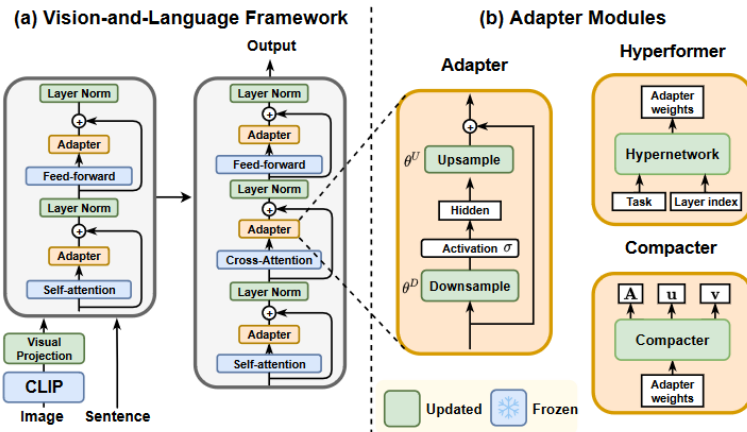 (a) Vision-and-Language Framework
Output
Layer Norm
+
Adapter
Feed-forward
Layer Norm
+
Adapter
Self-attention
Visual
Projection
CLIP
Image
Sentence
Layer Norm
+
Adapter
Feed-forward
Layer Norm
+
Adapter
Cross-Attention
Layer Norm
+
Adapter
Self-attention
(b) Adapter Modules
Adapter
+
θ^U
Upsample
Hidden
Activation σ
θ^D
Downsample
Hyperformer
Adapter
weights
Hypernetwork
Task
Layer index
Compacter
A
u
v
Compacter
Adapter
weights
Updated
Frozen